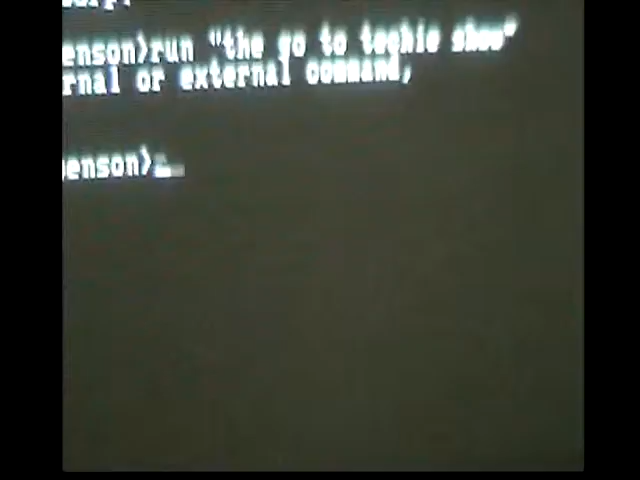 enson>run "the go to techie show"
rnal or external command,
enson>